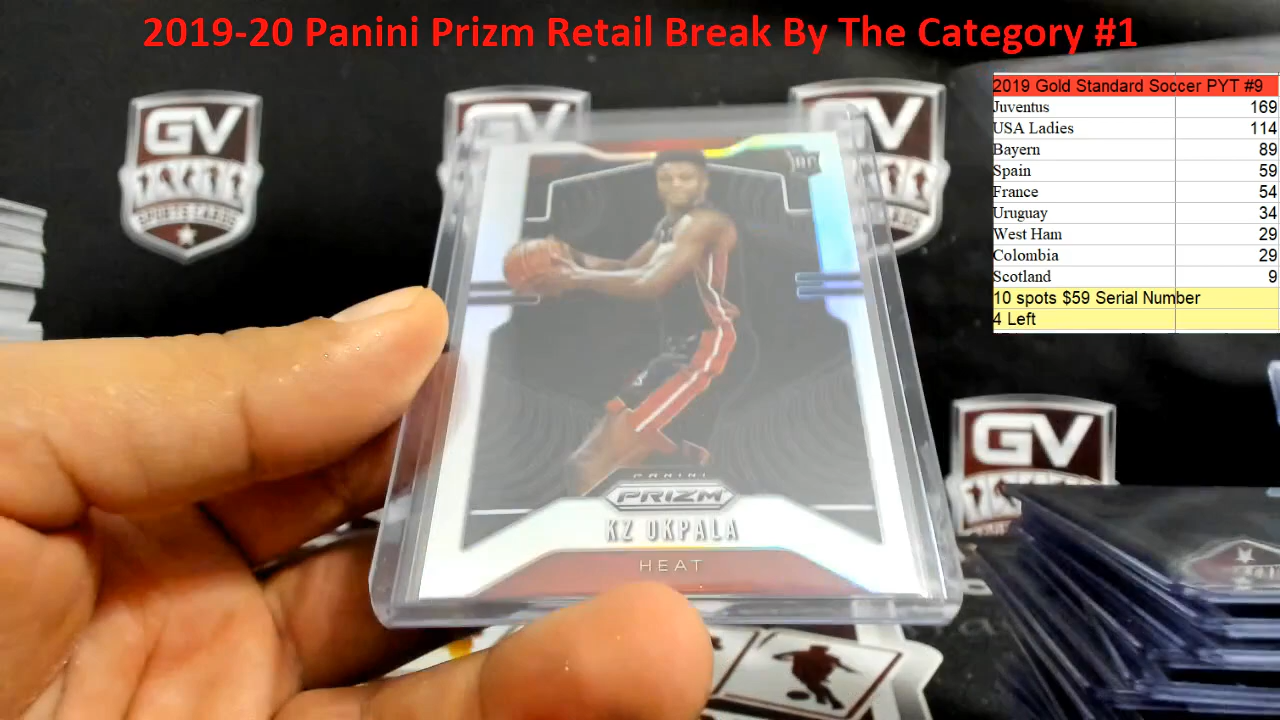 2019-20 Panini Prizm Retail Break By The Category #1
2019 Gold Standard Soccer PYT #9
Juventus 169
USA Ladies 114
Bayern 89
Spain 59
France 54
Uruguay 34
West Ham 29
Colombia 29
Scotland 9
10 spots $59 Serial Number
4 Left
GV
SPORTS CARDS
GV
GV
RC
PANINI
PRIZM
KZ OKPALA
HEAT
GV